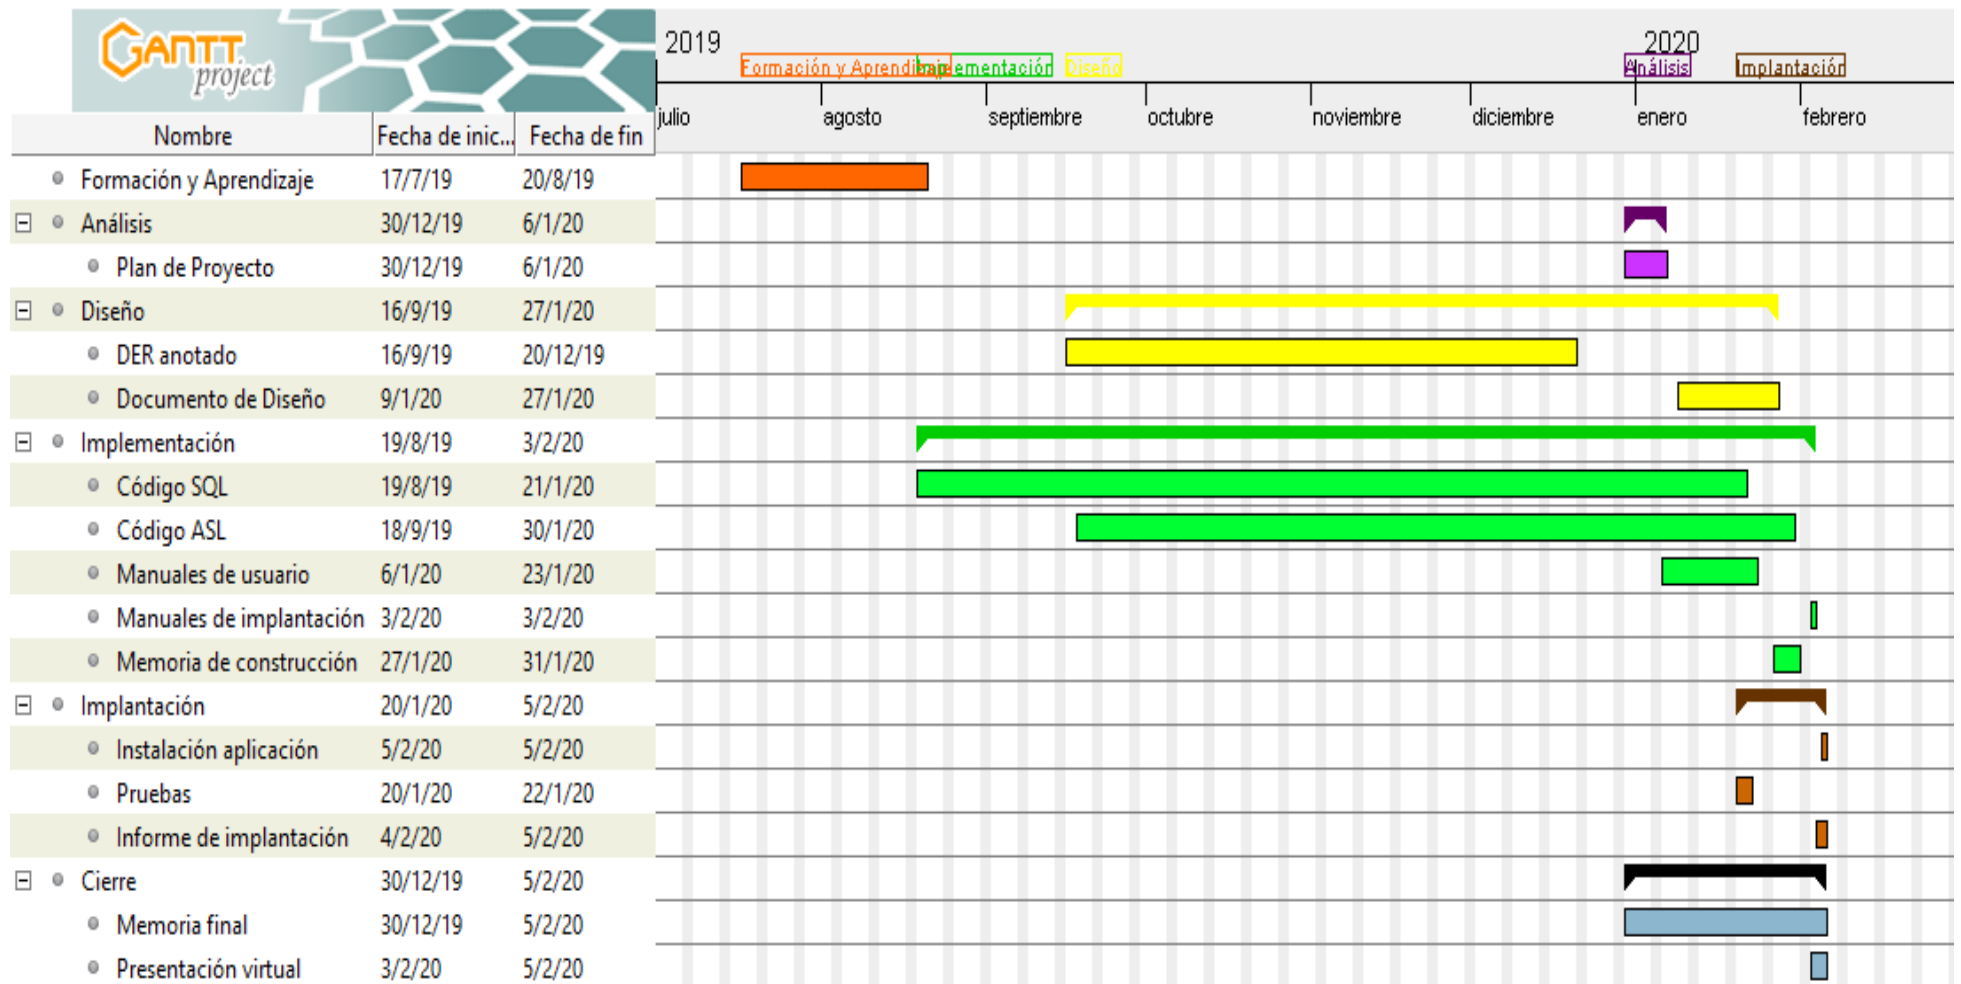 GANTT
project
2019
2020
Formación y Aprendizaje
Implementación
Diseño
Análisis
Implantación
julio agosto septiembre octubre noviembre diciembre enero febrero
Nombre Fecha de inic... Fecha de fin
Formación y Aprendizaje 17/7/19 20/8/19
Análisis 30/12/19 6/1/20
Plan de Proyecto 30/12/19 6/1/20
Diseño 16/9/19 27/1/20
DER anotado 16/9/19 20/12/19
Documento de Diseño 9/1/20 27/1/20
Implementación 19/8/19 3/2/20
Código SQL 19/8/19 21/1/20
Código ASL 18/9/19 30/1/20
Manuales de usuario 6/1/20 23/1/20
Manuales de implantación 3/2/20 3/2/20
Memoria de construcción 27/1/20 31/1/20
Implantación 20/1/20 5/2/20
Instalación aplicación 5/2/20 5/2/20
Pruebas 20/1/20 22/1/20
Informe de implantación 4/2/20 5/2/20
Cierre 30/12/19 5/2/20
Memoria final 30/12/19 5/2/20
Presentación virtual 3/2/20 5/2/20